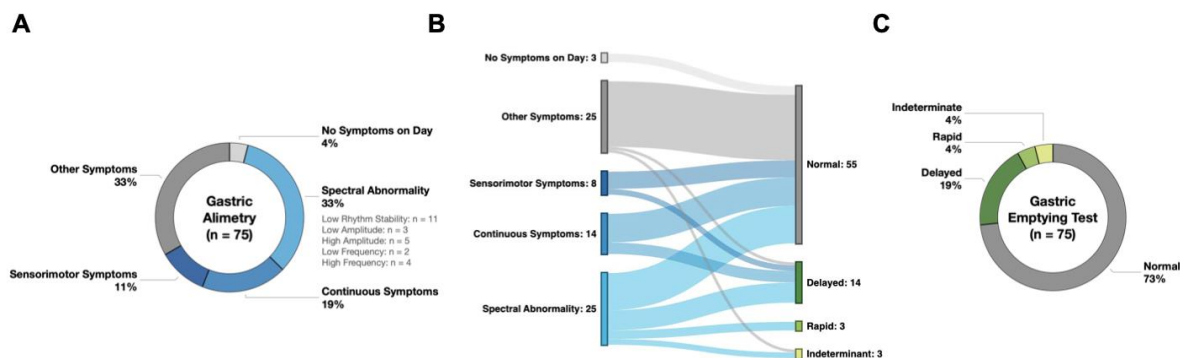 A
No Symptoms on Day
4%
Other Symptoms
33%
Spectral Abnormality
33%
Low Rhythm Stability: n = 11
Low Amplitude: n = 3
High Amplitude: n = 5
Low Frequency: n = 2
High Frequency: n = 4
Gastric
Alimetry
(n = 75)
Sensorimotor Symptoms
11%
Continuous Symptoms
19%
B
No Symptoms on Day: 3
Other Symptoms: 25
Sensorimotor Symptoms: 8
Continuous Symptoms: 14
Spectral Abnormality: 25
Normal: 55
Delayed: 14
Rapid: 3
Indeterminant: 3
C
Indeterminate
4%
Rapid
4%
Delayed
19%
Gastric
Emptying Test
(n = 75)
Normal
73%